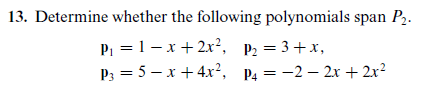 13. Determine whether the following polynomials span P₂.
p₁ = 1 − x + 2x², p₂ = 3 + x,
p₃ = 5 − x + 4x², p₄ = −2 − 2x + 2x²